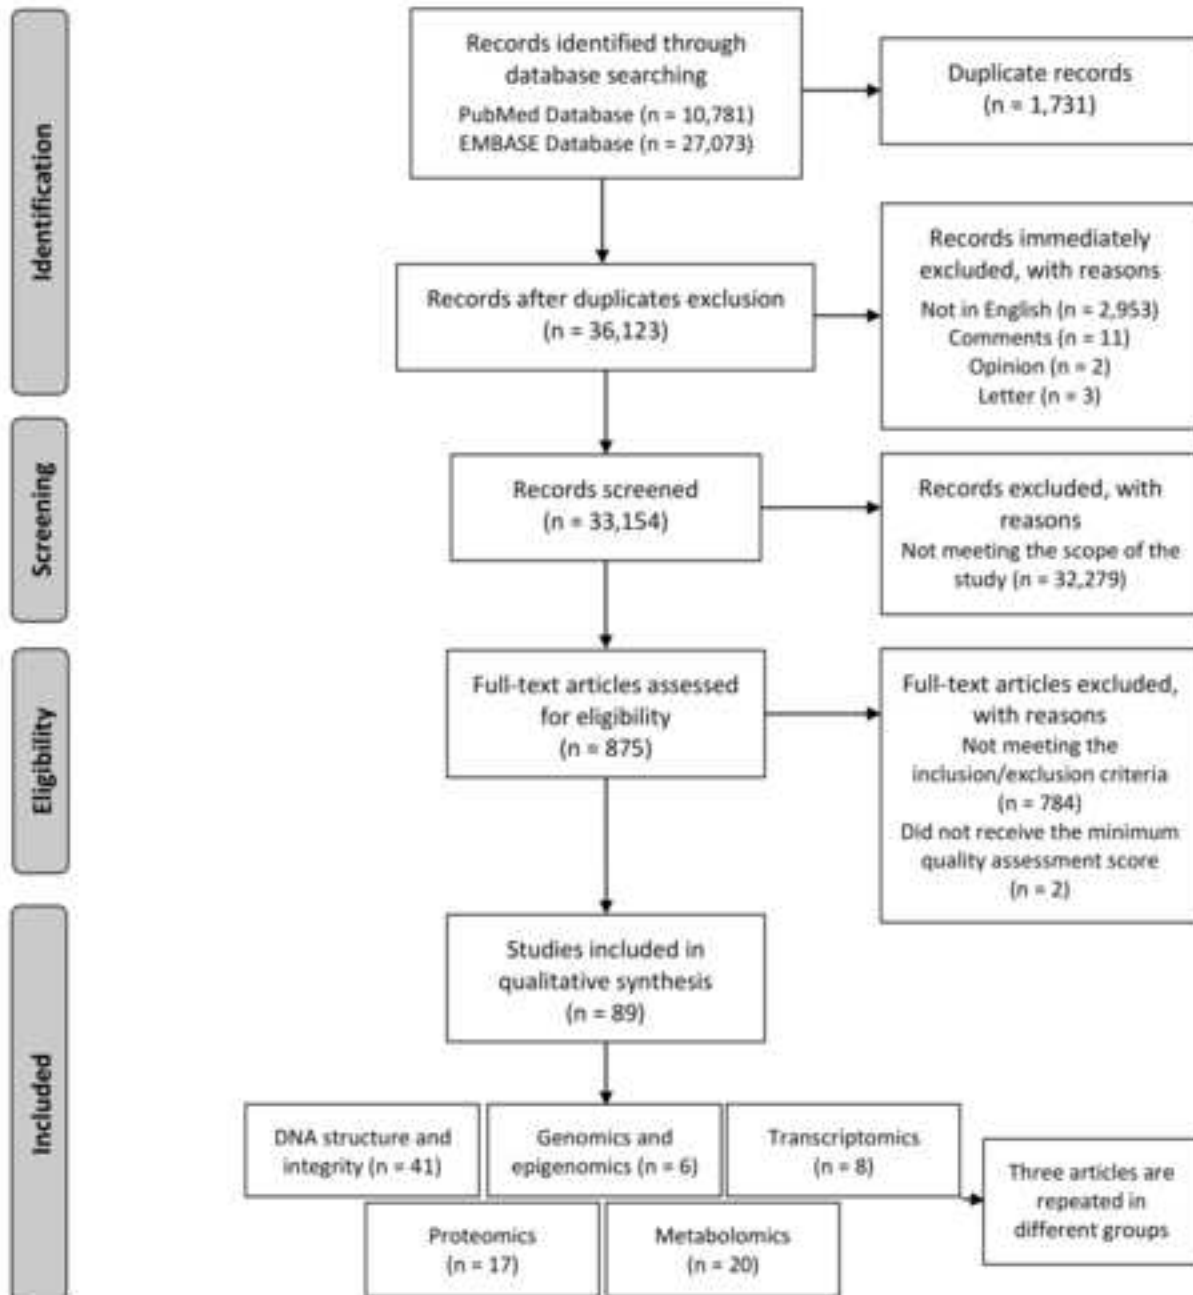 Identification
Records identified through
database searching
PubMed Database (n = 10,781)
EMBASE Database (n = 27,073)
Duplicate records
(n = 1,731)
Records after duplicates exclusion
(n = 36,123)
Records immediately
excluded, with reasons
Not in English (n = 2,953)
Comments (n = 11)
Opinion (n = 2)
Letter (n = 3)
Screening
Records screened
(n = 33,154)
Records excluded, with
reasons
Not meeting the scope of the
study (n = 32,279)
Eligibility
Full-text articles assessed
for eligibility
(n = 875)
Full-text articles excluded,
with reasons
Not meeting the
inclusion/exclusion criteria
(n = 784)
Did not receive the minimum
quality assessment score
(n = 2)
Included
Studies included in
qualitative synthesis
(n = 89)
DNA structure and
integrity (n = 41)
Genomics and
epigenomics (n = 6)
Transcriptomics
(n = 8)
Proteomics
(n = 17)
Metabolomics
(n = 20)
Three articles are
repeated in
different groups